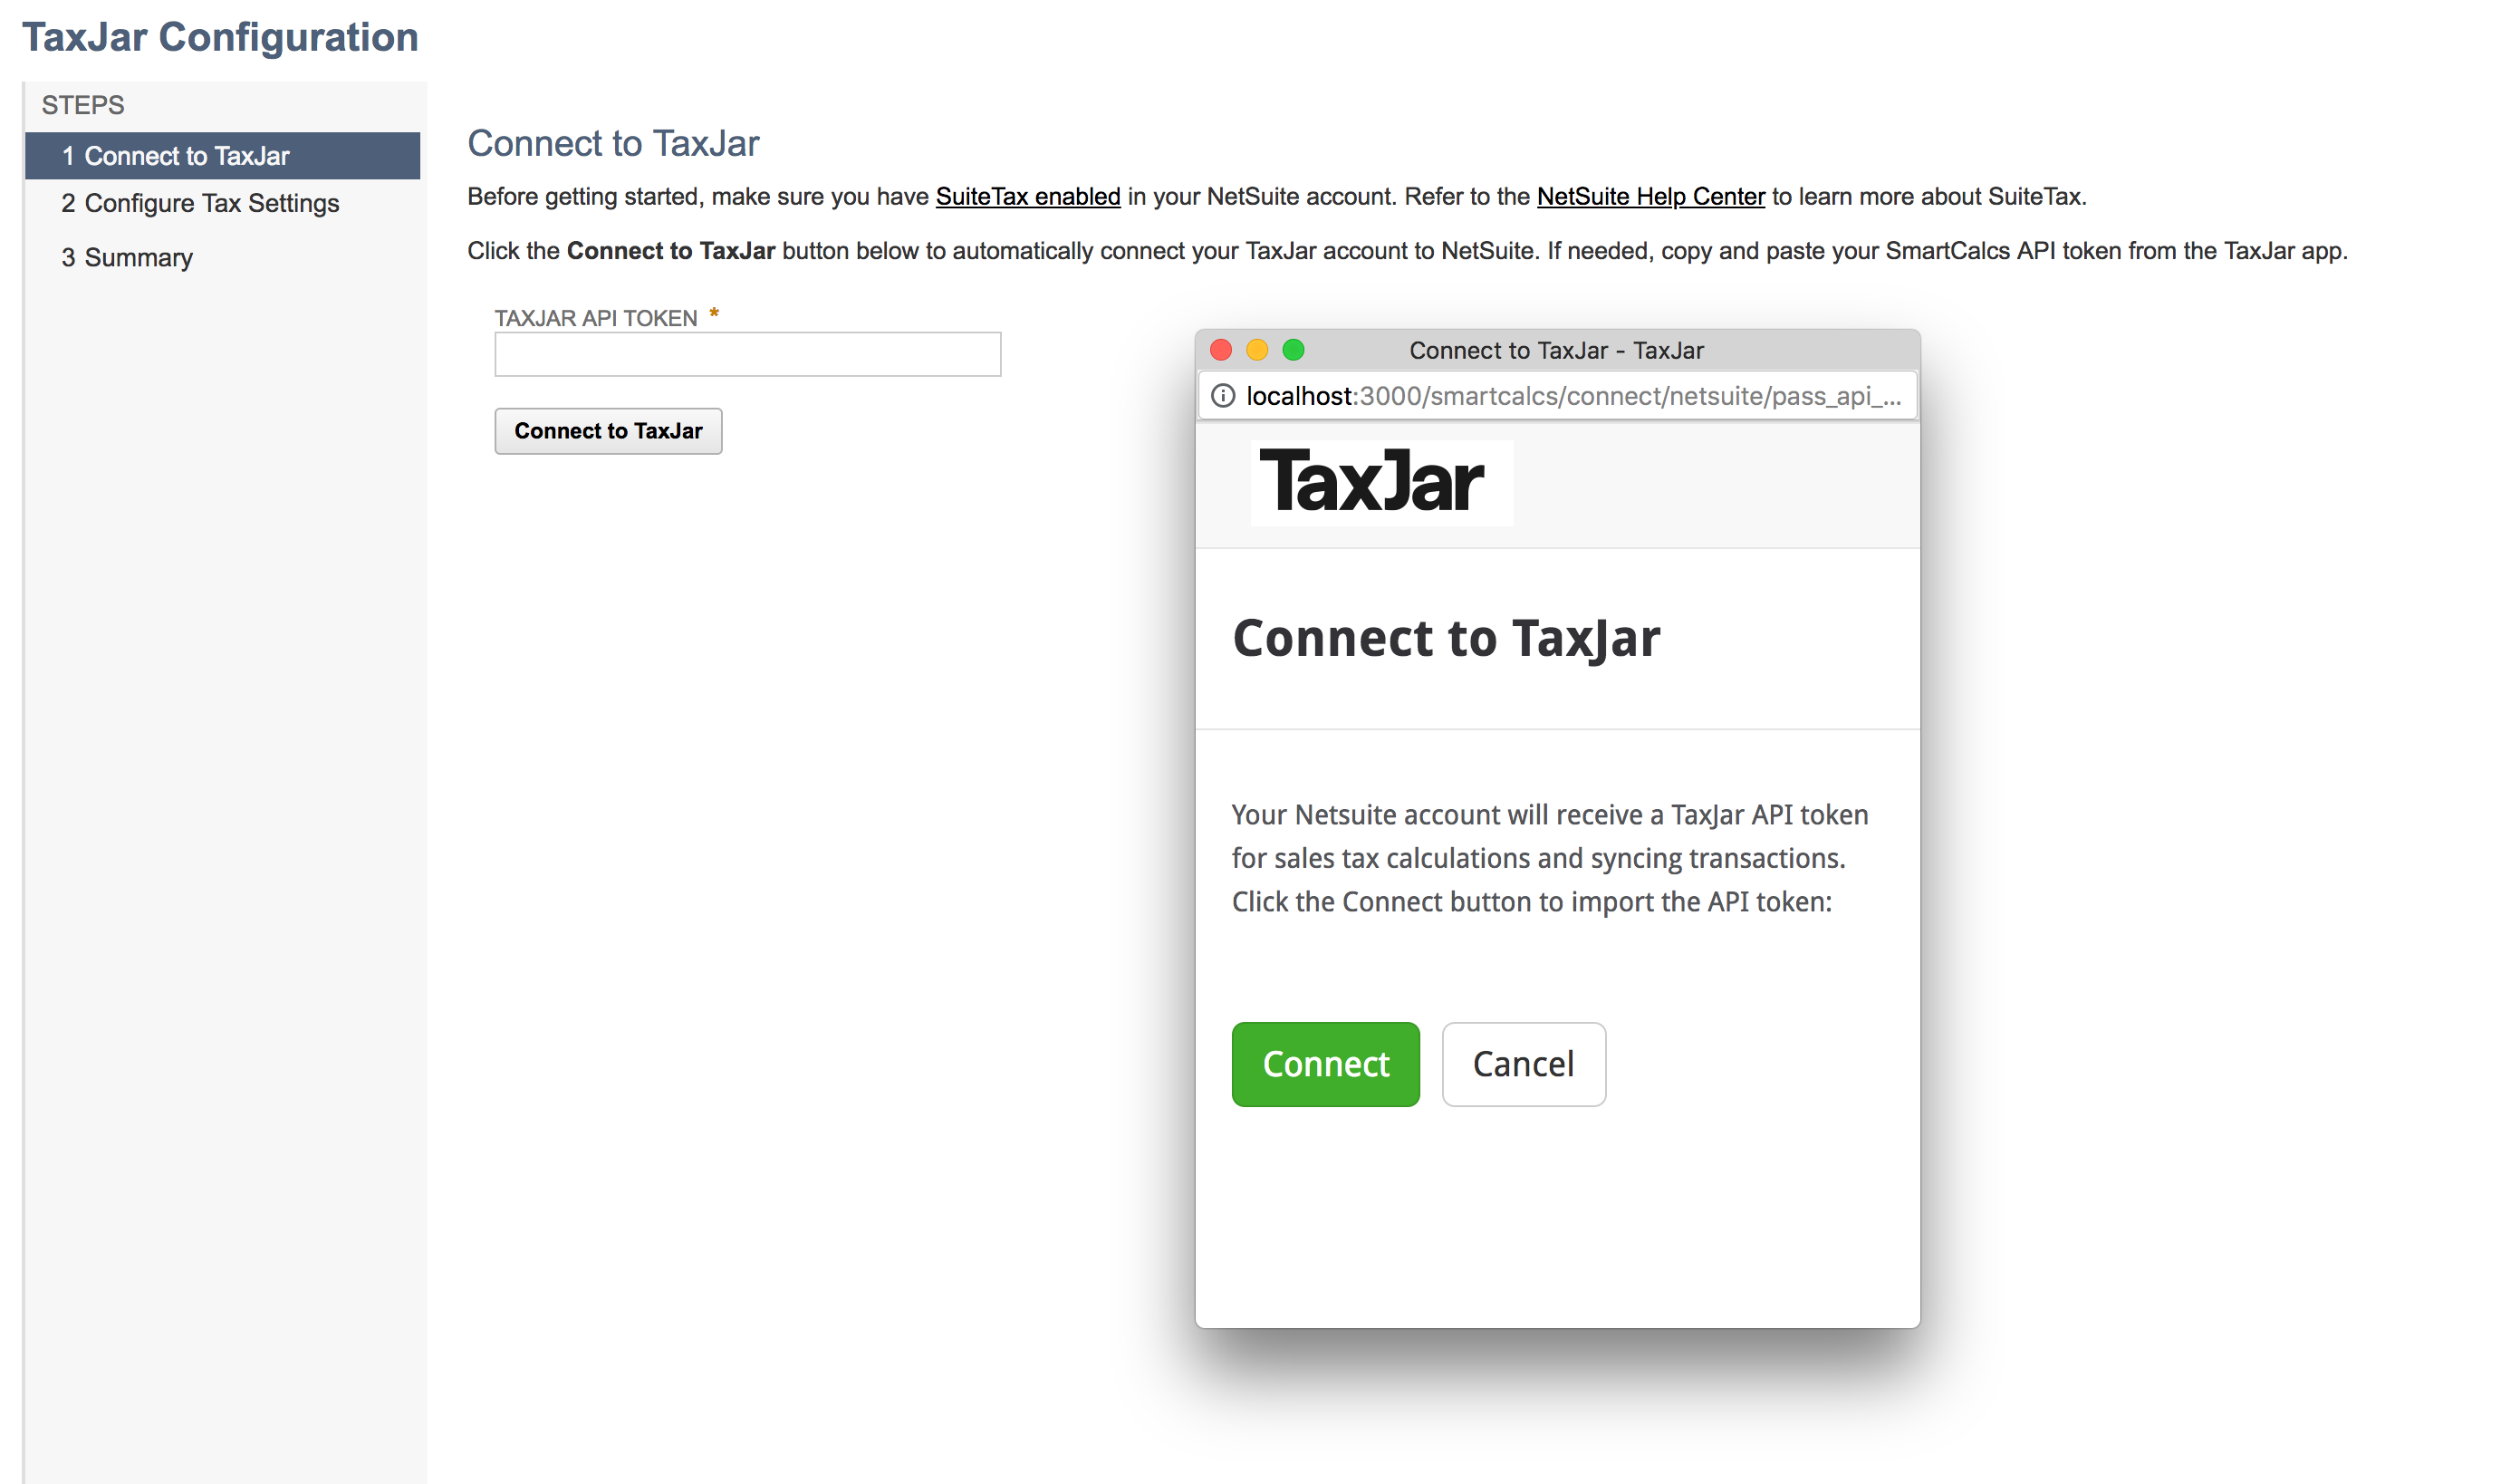 TaxJar Configuration
STEPS
1 Connect to TaxJar
2 Configure Tax Settings
3 Summary
Connect to TaxJar
Before getting started, make sure you have SuiteTax enabled in your NetSuite account. Refer to the NetSuite Help Center to learn more about SuiteTax.
Click the Connect to TaxJar button below to automatically connect your TaxJar account to NetSuite. If needed, copy and paste your SmartCalcs API token from the TaxJar app.
TAXJAR API TOKEN *
Connect to TaxJar
Connect to TaxJar - TaxJar
localhost:3000/smartcalcs/connect/netsuite/pass_api_...
TaxJar
Connect to TaxJar
Your Netsuite account will receive a TaxJar API token
for sales tax calculations and syncing transactions.
Click the Connect button to import the API token:
Connect
Cancel